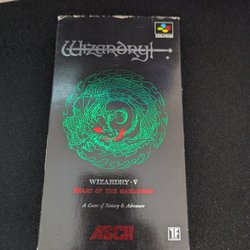 Wizardry
WIZARDRY·V
HEART OF THE MAELSTROM
A Game of Fantasy & Adventure
ASCII